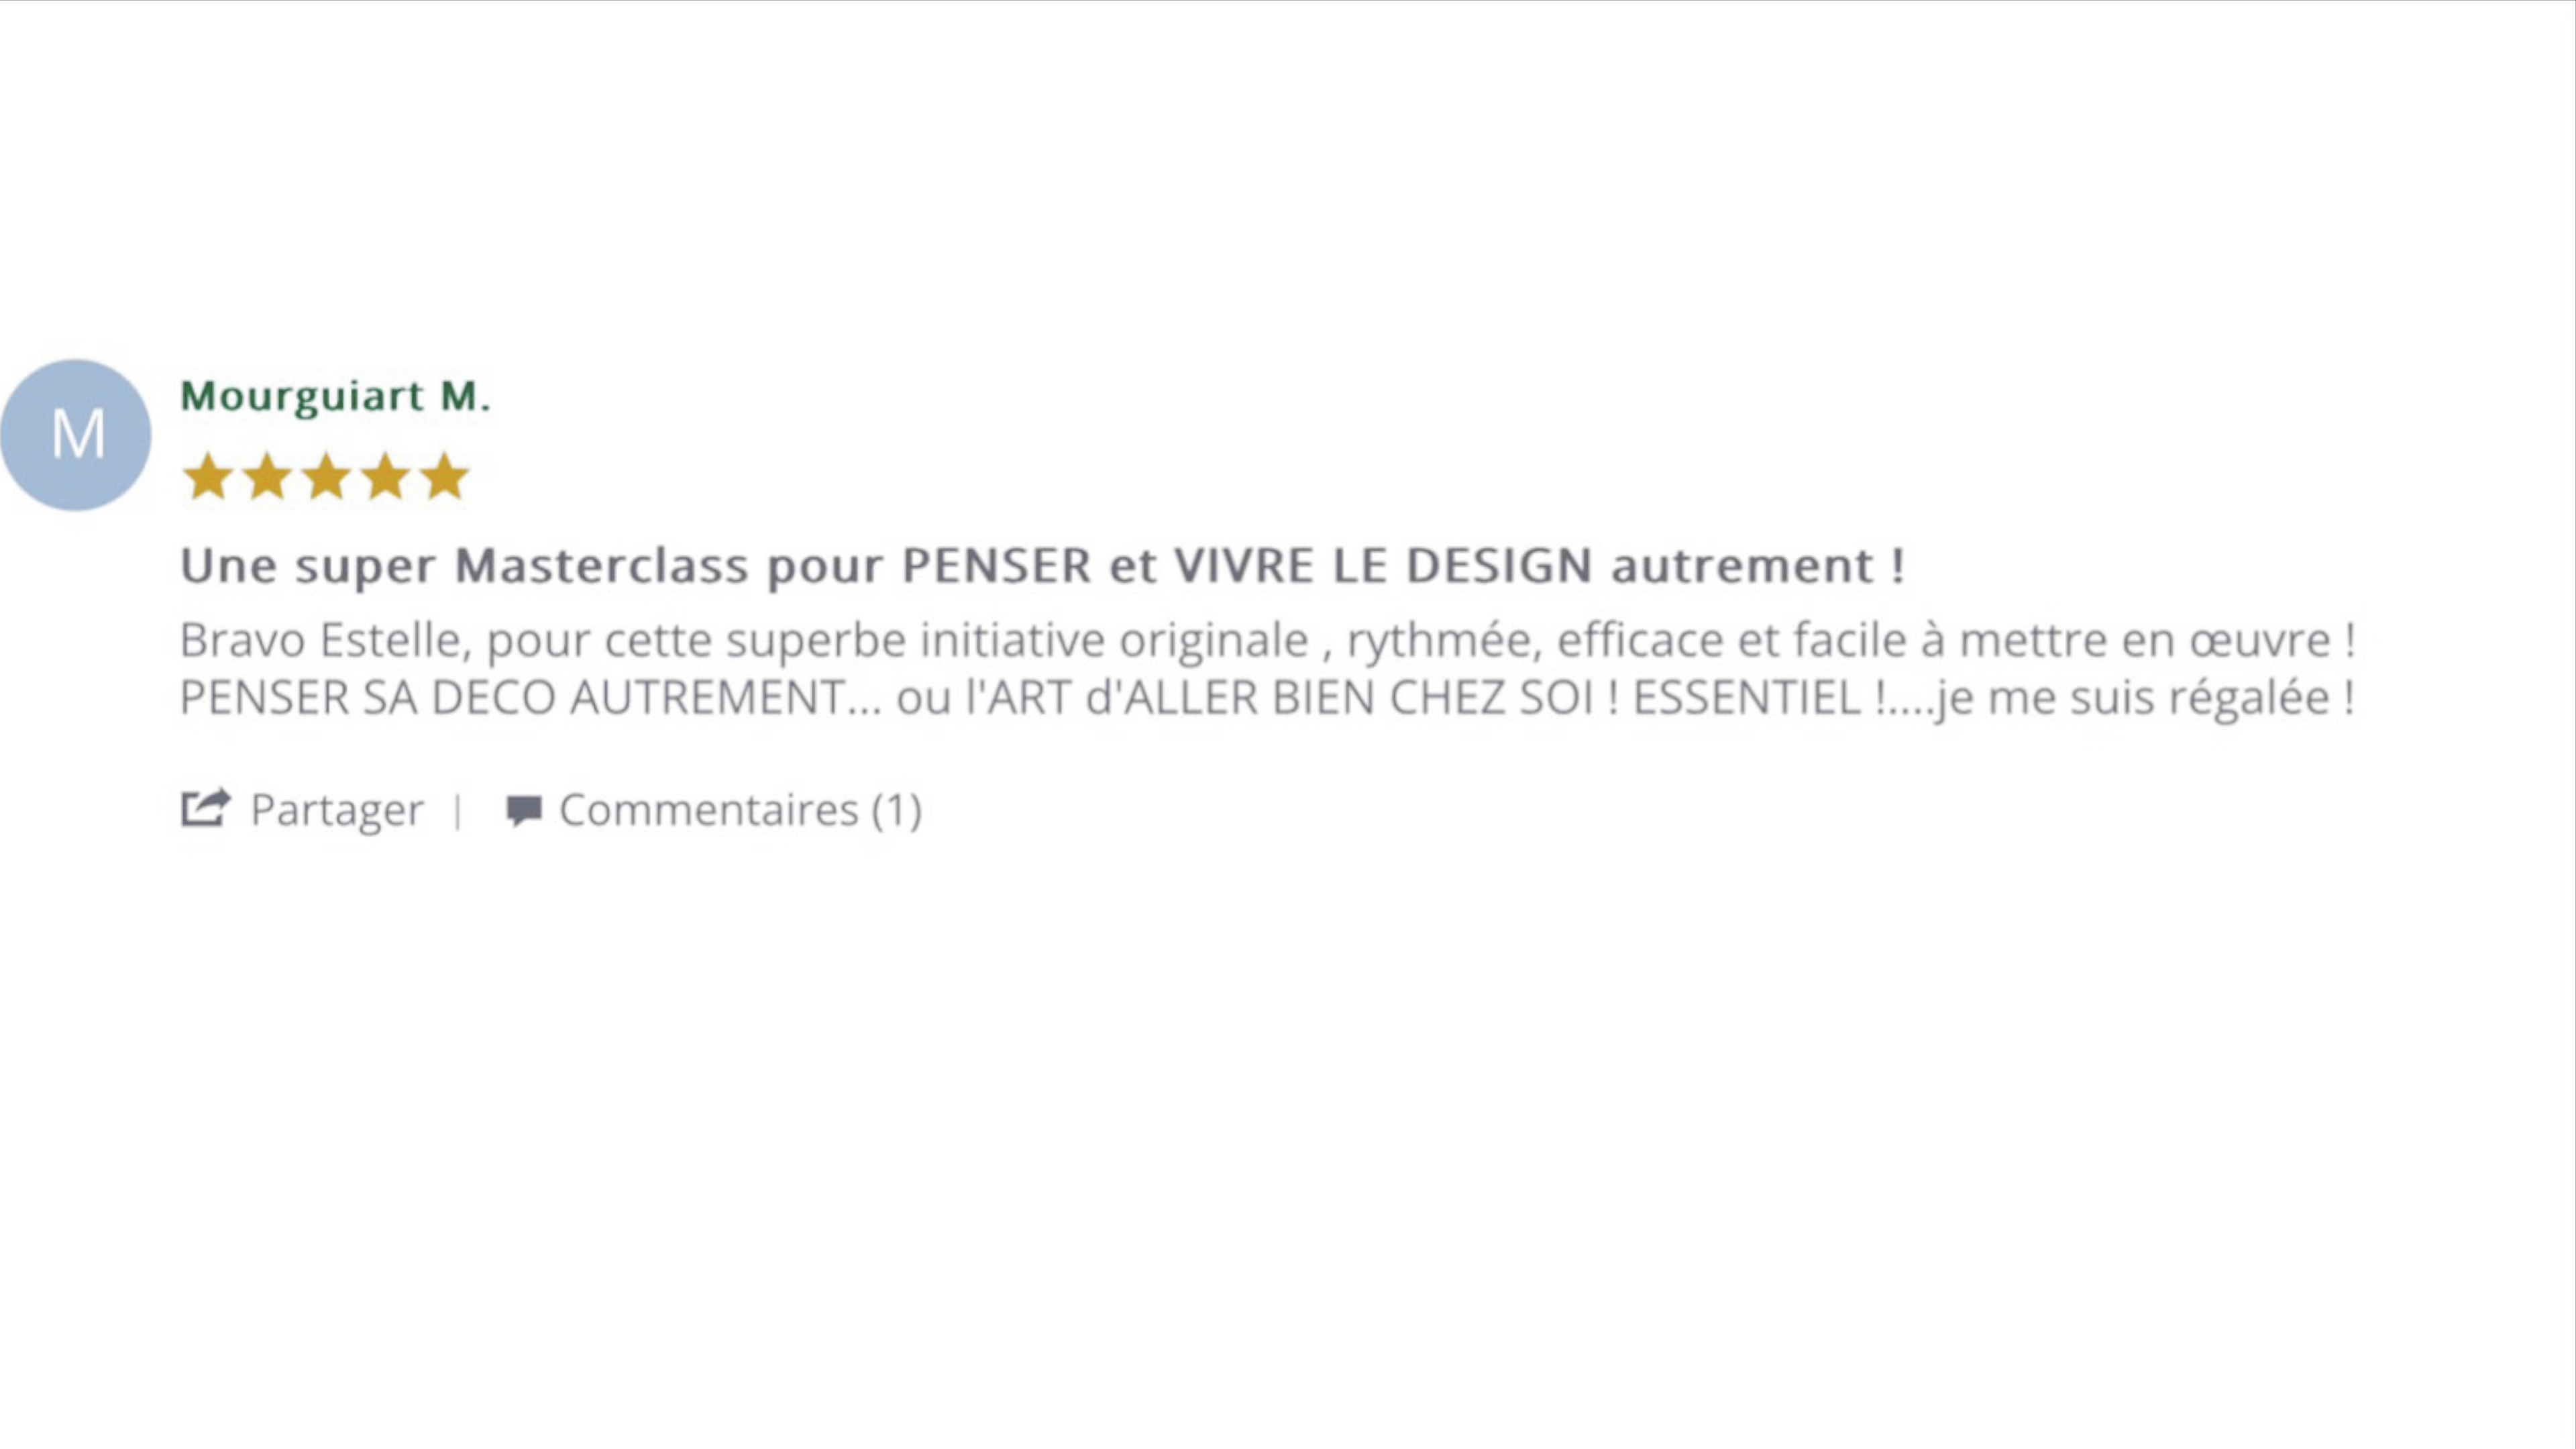 M
Mourguiart M.
Une super Masterclass pour PENSER et VIVRE LE DESIGN autrement !
Bravo Estelle, pour cette superbe initiative originale , rythmée, efficace et facile à mettre en œuvre !
PENSER SA DECO AUTREMENT... ou l'ART d'ALLER BIEN CHEZ SOI ! ESSENTIEL !....je me suis régalée !
Partager | Commentaires (1)